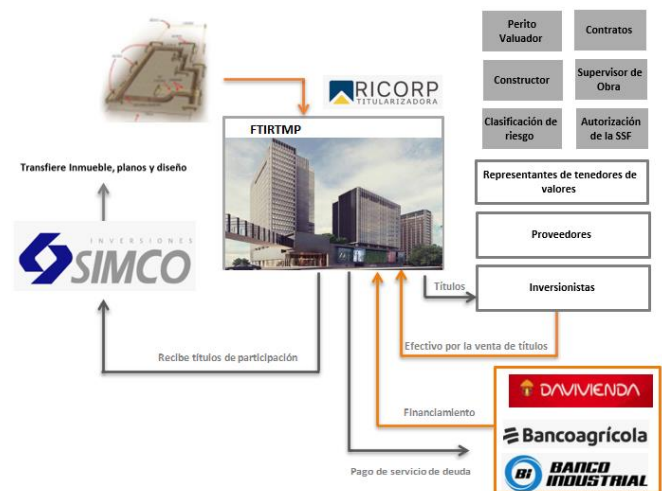 Perito
Valuador
Contratos
Constructor
Supervisor de
Obra
Clasificación de
riesgo
Autorización
de la SSF
RICORP
TITULARIZADORA
FTIRTMP
Transfiere Inmueble, planos y diseño
INVERSIONES
SIMCO
Representantes de tenedores de
valores
Proveedores
Inversionistas
Títulos
Efectivo por la venta de títulos
Recibe títulos de participación
Financiamiento
Pago de servicio de deuda
DAVIVIENDA
Bancoagrícola
Bi
BANCO
INDUSTRIAL